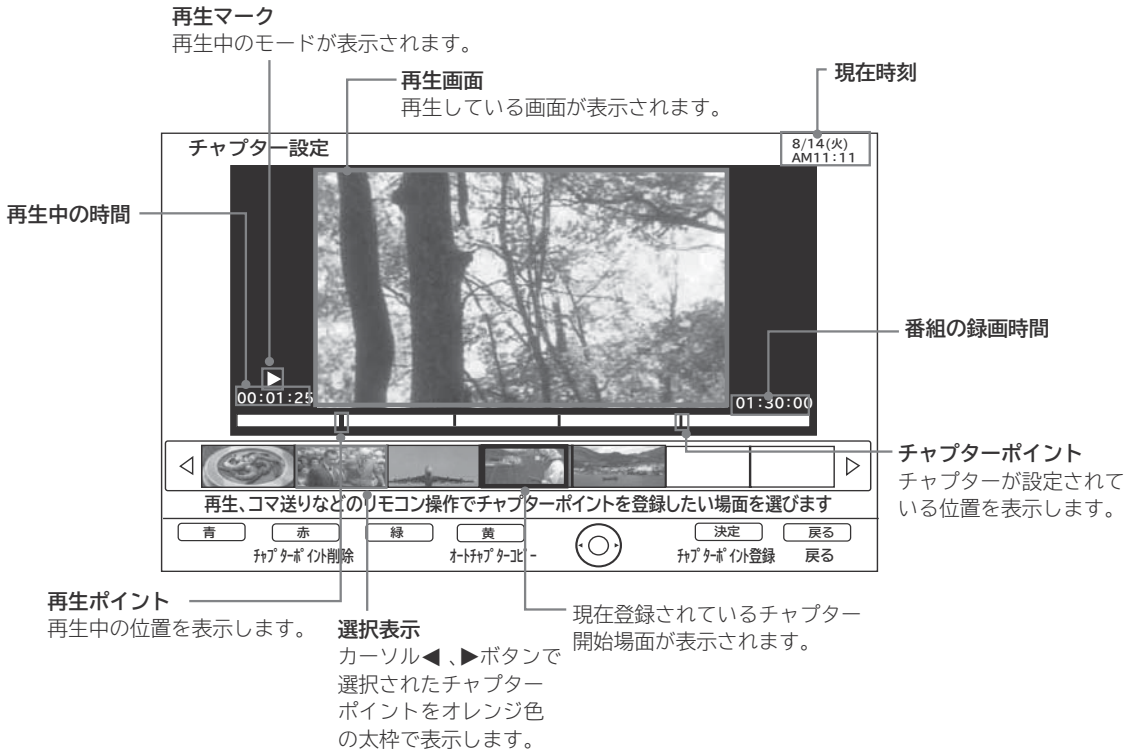 再生マーク
再生中のモードが表示されます。
再生画面
再生している画面が表示されます。
現在時刻
チャプター設定
8/14(火)
AM11:11
再生中の時間
番組の録画時間
00:01:25
01:30:00
チャプターポイント
チャプターが設定されて
いる位置を表示します。
再生、コマ送りなどのリモコン操作でチャプターポイントを登録したい場面を選びます
青 赤 緑 黄 決定 戻る
チャプターポイント削除 オートチャプターコピー チャプターポイント登録 戻る
再生ポイント
再生中の位置を表示します。
選択表示
カーソル◀、▶ボタンで
選択されたチャプター
ポイントをオレンジ色
の太枠で表示します。
現在登録されているチャプター
開始場面が表示されます。